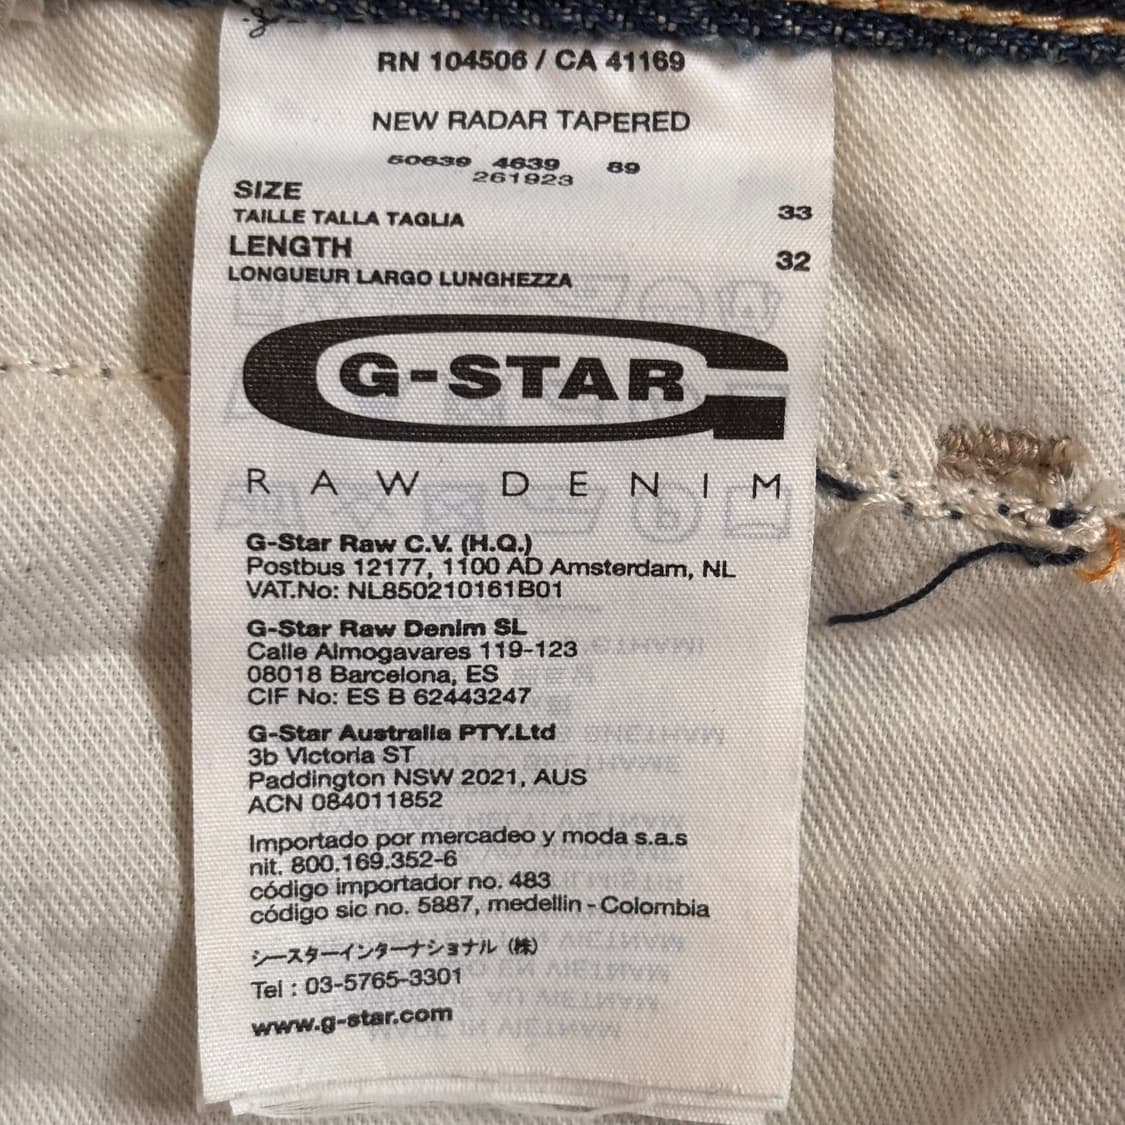 RN 104506 / CA 41169
NEW RADAR TAPERED
50639 4639 89
261923
SIZE
TAILLE TALLA TAGLIA 33
LENGTH
LONGUEUR LARGO LUNGHEZZA 32
G-STAR
RAW DENIM
G-Star Raw C.V. (H.Q.)
Postbus 12177, 1100 AD Amsterdam, NL
VAT.No: NL850210161B01
G-Star Raw Denim SL
Calle Almogavares 119-123
08018 Barcelona, ES
CIF No: ES B 62443247
G-Star Australia PTY.Ltd
3b Victoria ST
Paddington NSW 2021, AUS
ACN 084011852
Importado por mercadeo y moda s.a.s
nit. 800.169.352-6
código importador no. 483
código sic no. 5887, medellin - Colombia
ジースターインターナショナル (株)
Tel : 03-5765-3301
www.g-star.com